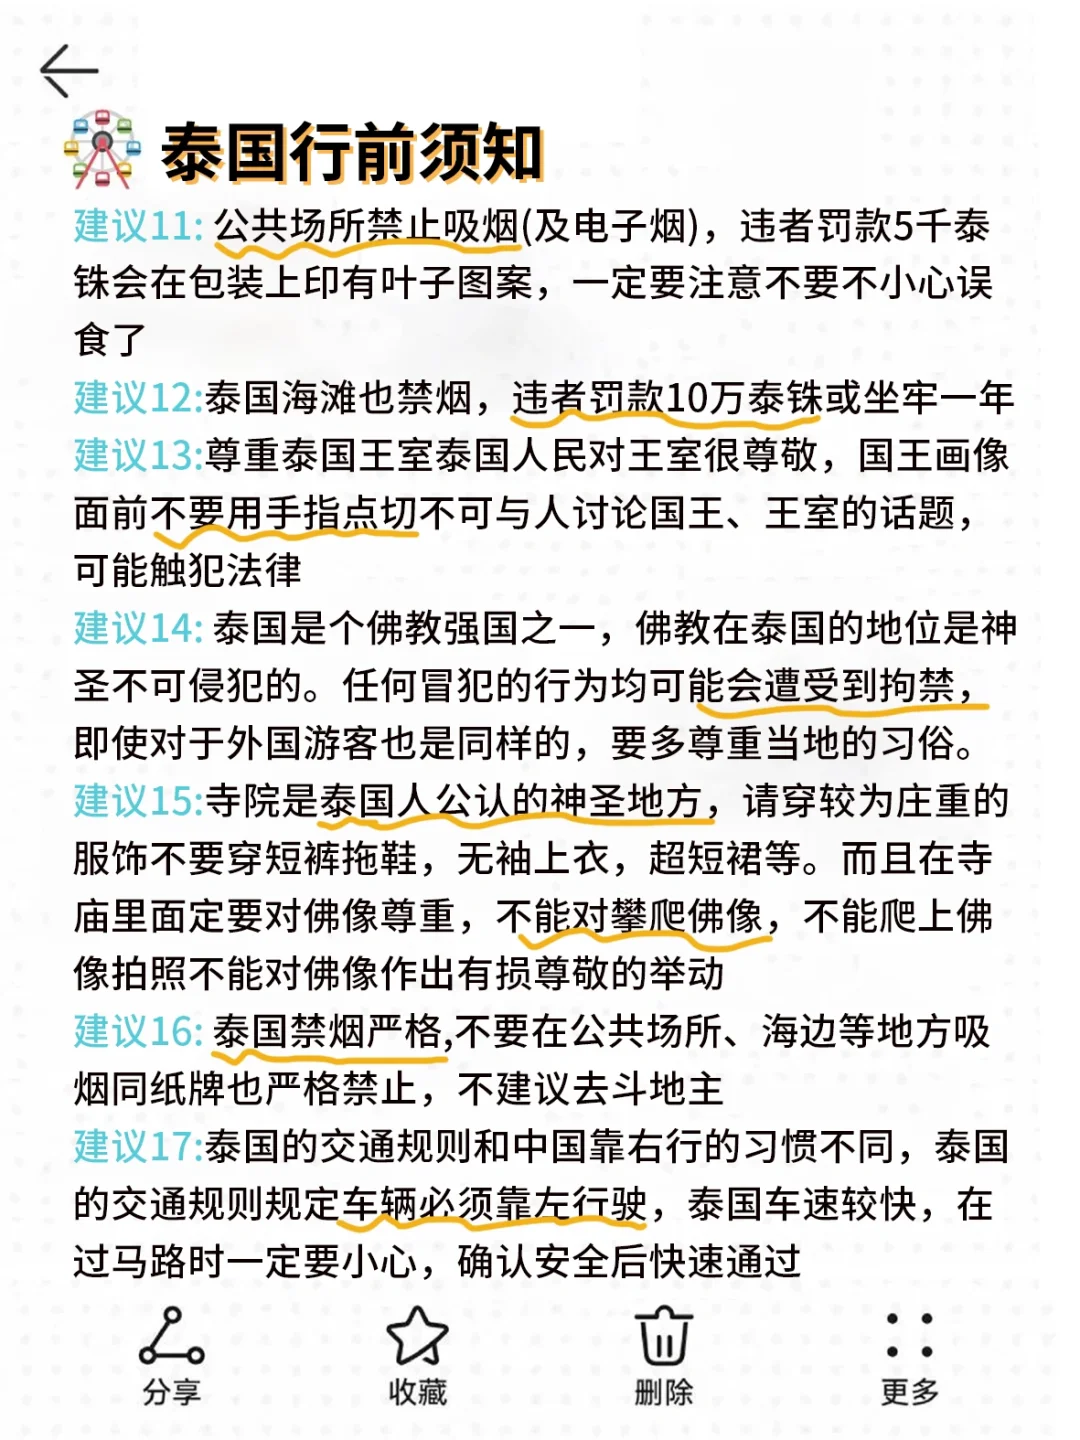 泰国行前须知
建议11: 公共场所禁止吸烟(及电子烟)，违者罚款5千泰
铢会在包装上印有叶子图案，一定要注意不要不小心误
食了
建议12:泰国海滩也禁烟，违者罚款10万泰铢或坐牢一年
建议13:尊重泰国王室泰国人民对王室很尊敬，国王画像
面前不要用手指点切不可与人讨论国王、王室的话题，
可能触犯法律
建议14: 泰国是个佛教强国之一，佛教在泰国的地位是神
圣不可侵犯的。任何冒犯的行为均可能会遭受到拘禁，
即使对于外国游客也是同样的，要多尊重当地的习俗。
建议15:寺院是泰国人公认的神圣地方，请穿较为庄重的
服饰不要穿短裤拖鞋，无袖上衣，超短裙等。而且在寺
庙里面定要对佛像尊重，不能对攀爬佛像，不能爬上佛
像拍照不能对佛像作出有损尊敬的举动
建议16: 泰国禁烟严格,不要在公共场所、海边等地方吸
烟同纸牌也严格禁止，不建议去斗地主
建议17:泰国的交通规则和中国靠右行的习惯不同，泰国
的交通规则规定车辆必须靠左行驶，泰国车速较快，在
过马路时一定要小心，确认安全后快速通过
分享 收藏 删除 更多